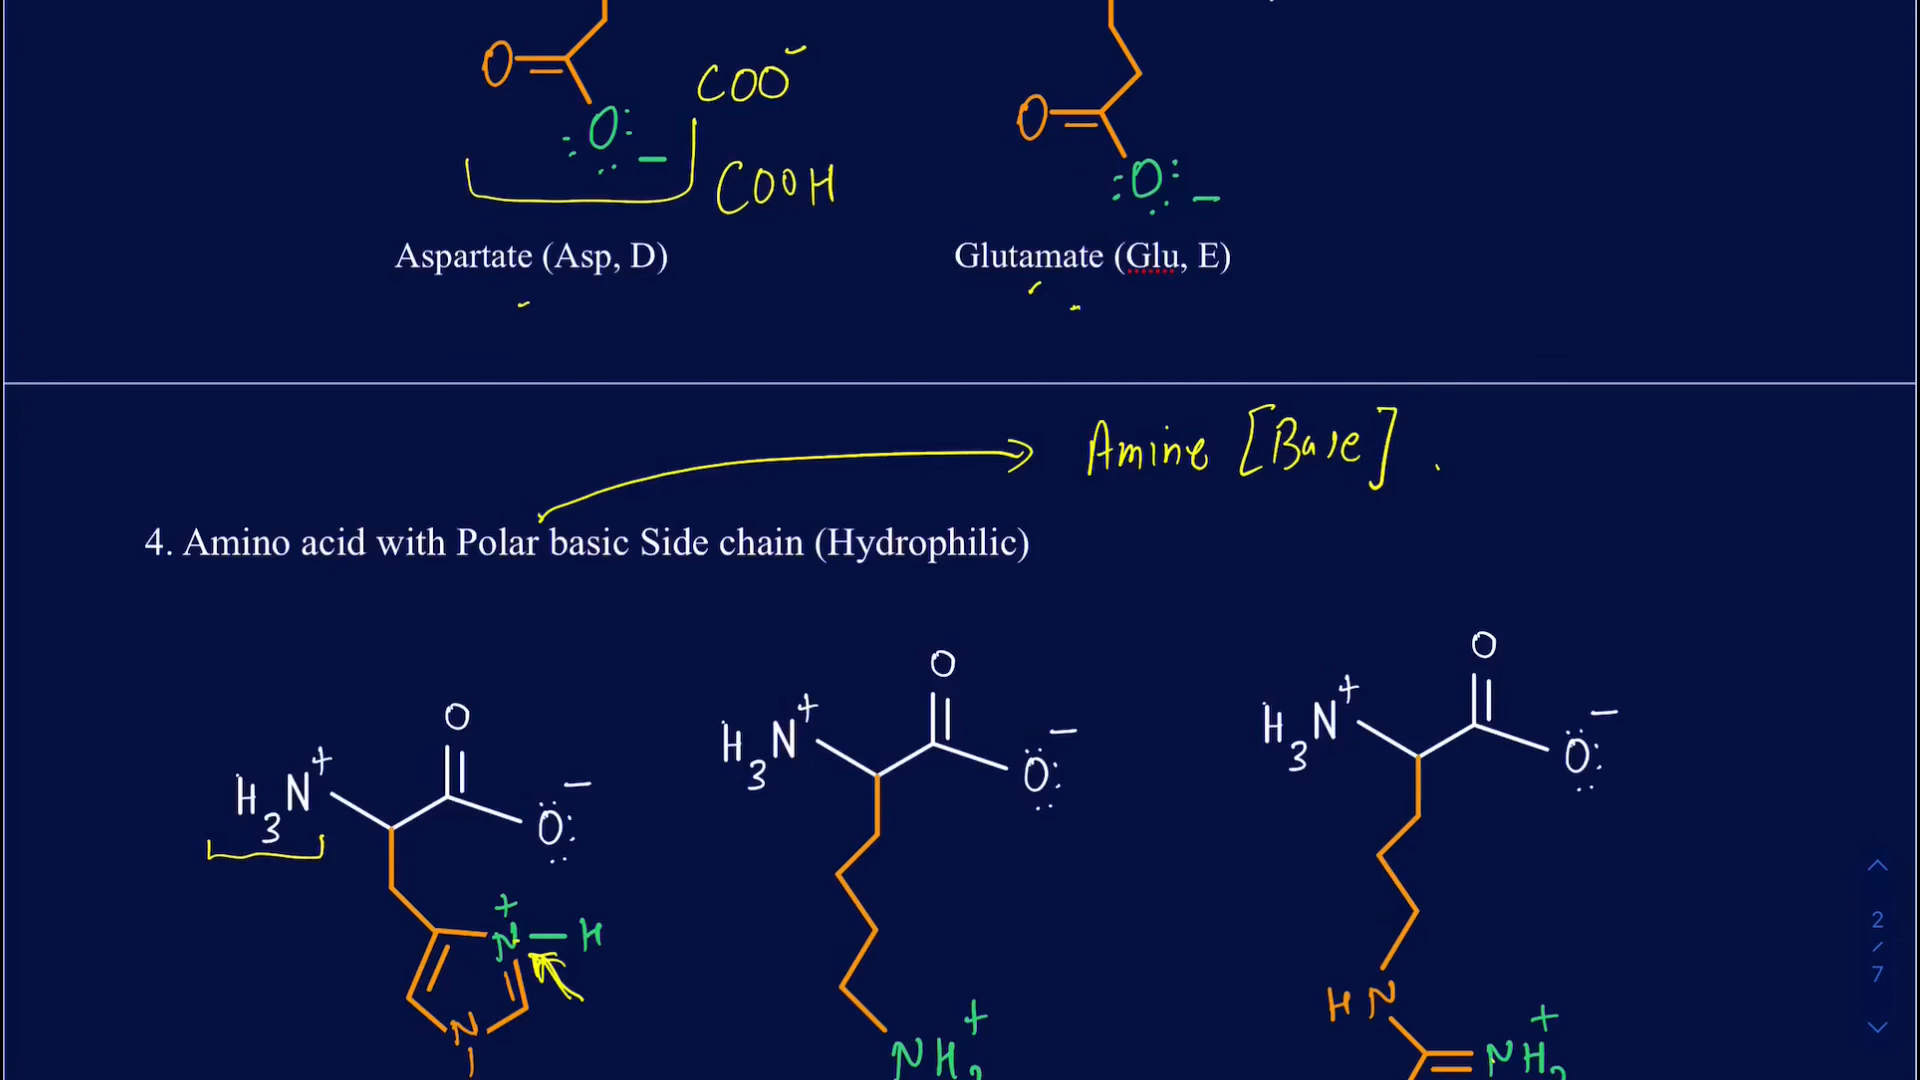 O
COO⁻
:O: −
COOH
O
:O: −
Aspartate (Asp, D)
Glutamate (Glu, E)
Amine [Base].
4. Amino acid with Polar basic Side chain (Hydrophilic)
H₃N⁺ O O: −
H₃N⁺ O O: −
H₃N⁺ O O: −
N⁺ — H
N
HN
NH⁺
NH₂⁺
2
/
7